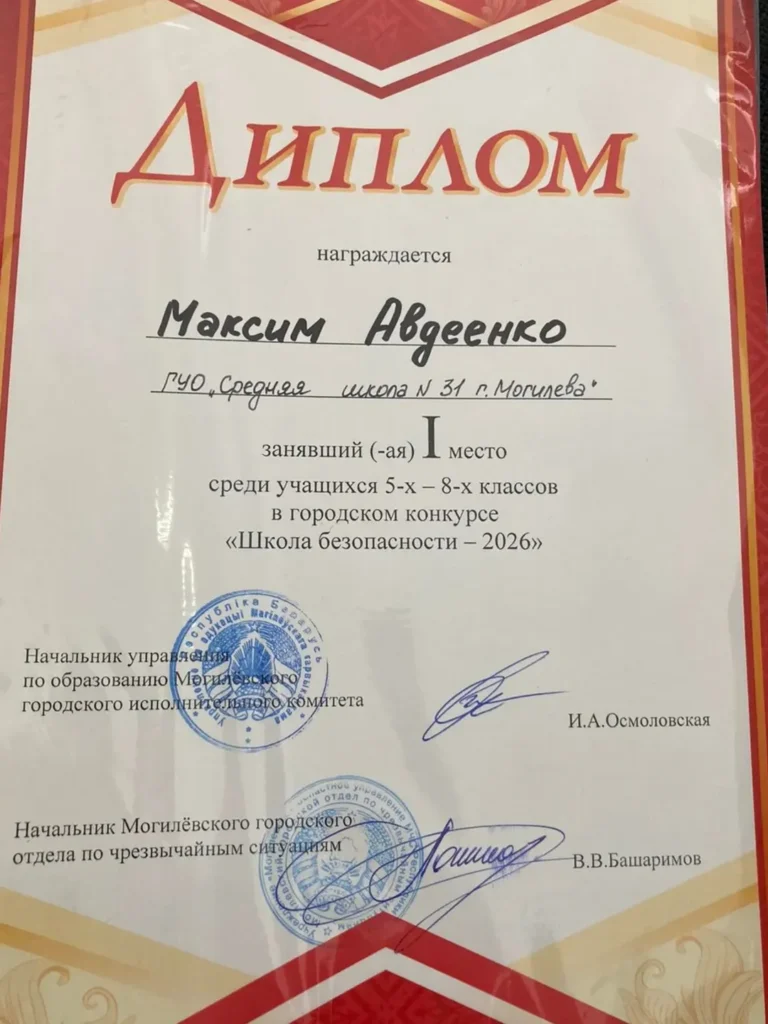 Диплом
награждается
Максим Авдеенко
ГУО „Средняя школа N 31 г. Могилева"
занявший (-ая) I место
среди учащихся 5-х – 8-х классов
в городском конкурсе
«Школа безопасности – 2026»
Начальник управления
по образованию Могилёвского
городского исполнительного комитета
И.А.Осмоловская
Рэспубліка Беларусь
Начальник Могилёвского городского
отдела по чрезвычайным ситуациям
В.В.Башаримов